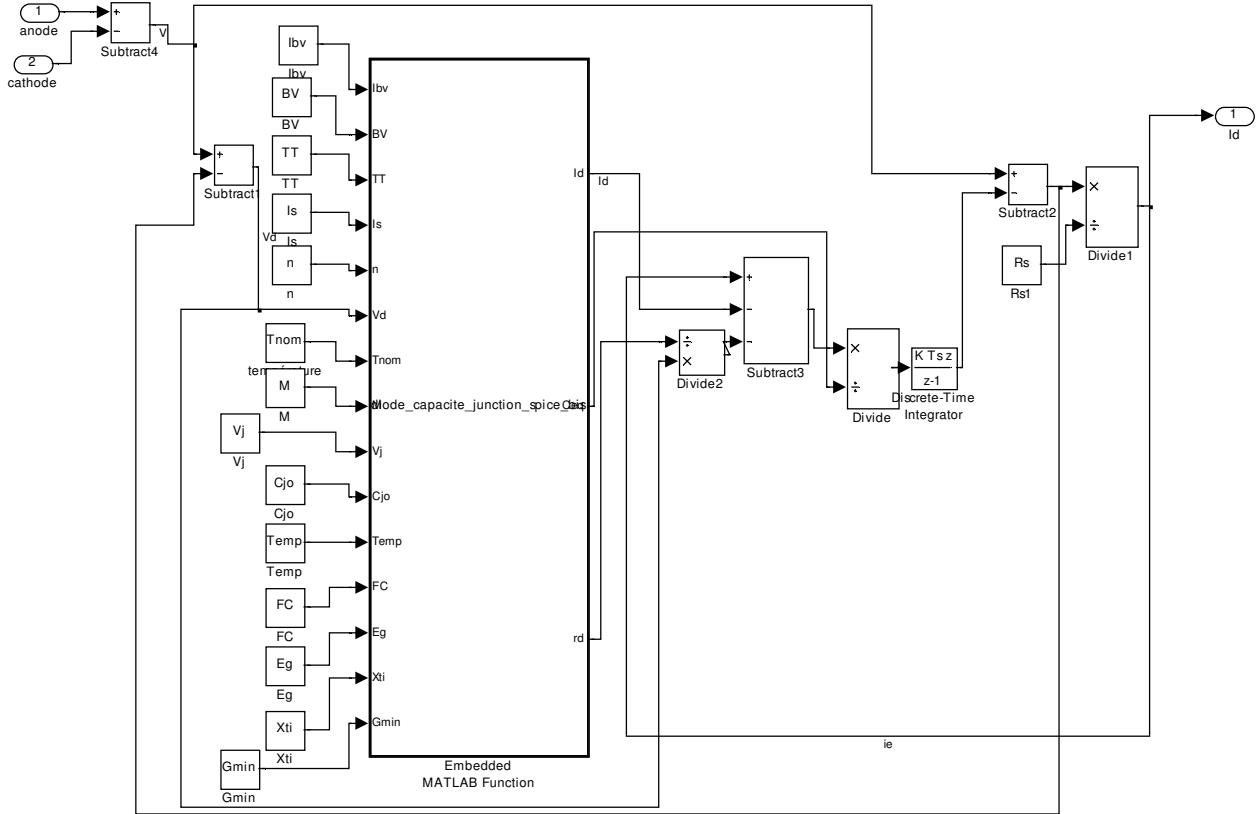 1
anode
2
cathode
+
−
Subtract4
V
+
−
Subtract1
Vd
Ibv
Ibv
BV
BV
TT
TT
Is
Is
n
n
Tnom
température
M
M
Vj
Vj
Cjo
Cjo
Temp
Temp
FC
FC
Eg
Eg
Xti
Xti
Gmin
Gmin
Ibv
BV
TT
Is
n
Vd
Tnom
M
Vj
Cjo
Temp
FC
Eg
Xti
Gmin
diode_capacite_junction_spice_bis
Id
Ceq
rd
Embedded
MATLAB Function
Id
÷
×
Divide2
+
−
−
Subtract3
×
÷
Divide
K Ts z
z-1
Discrete-Time
Integrator
+
−
Subtract2
Rs
Rs1
×
÷
Divide1
1
Id
ie